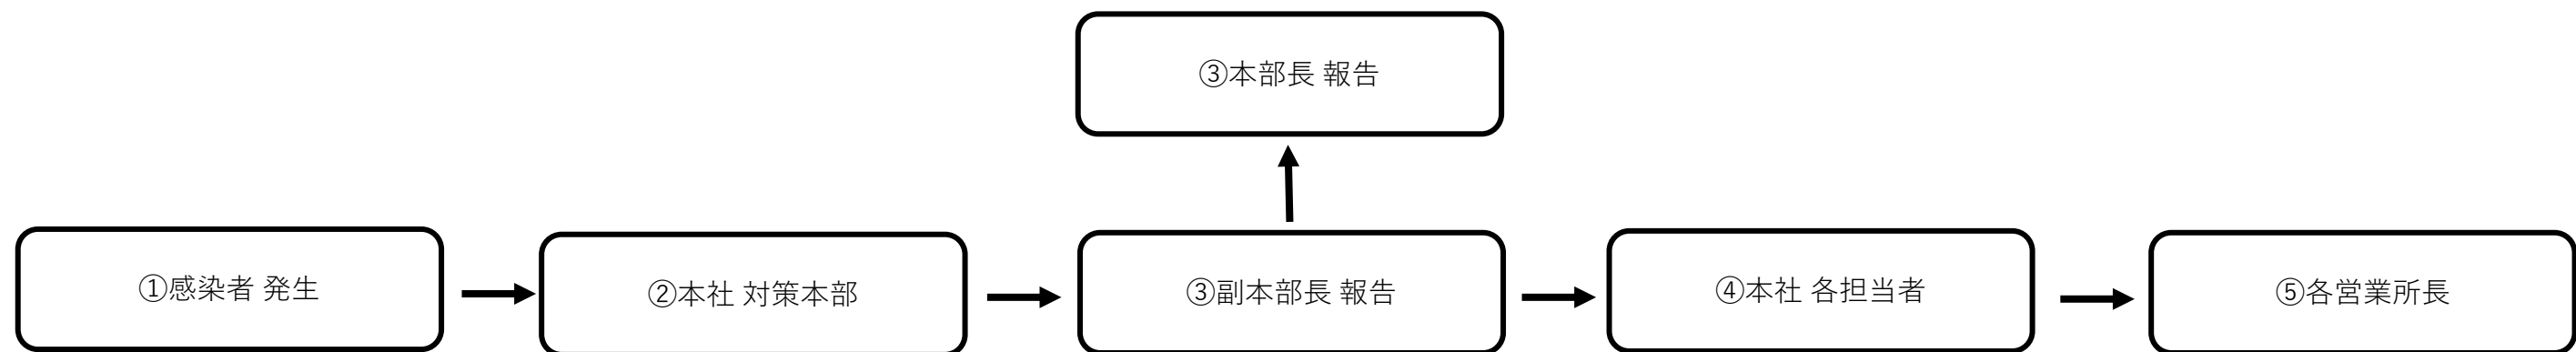 ③本部長 報告
①感染者 発生
②本社 対策本部
③副本部長 報告
④本社 各担当者
⑤各営業所長